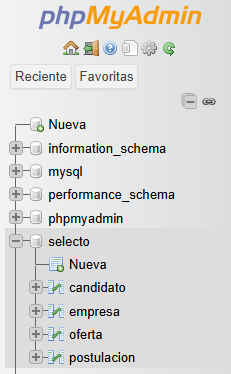 phpMyAdmin
Reciente Favoritas
Nueva
information_schema
mysql
performance_schema
phpmyadmin
selecto
Nueva
candidato
empresa
oferta
postulacion